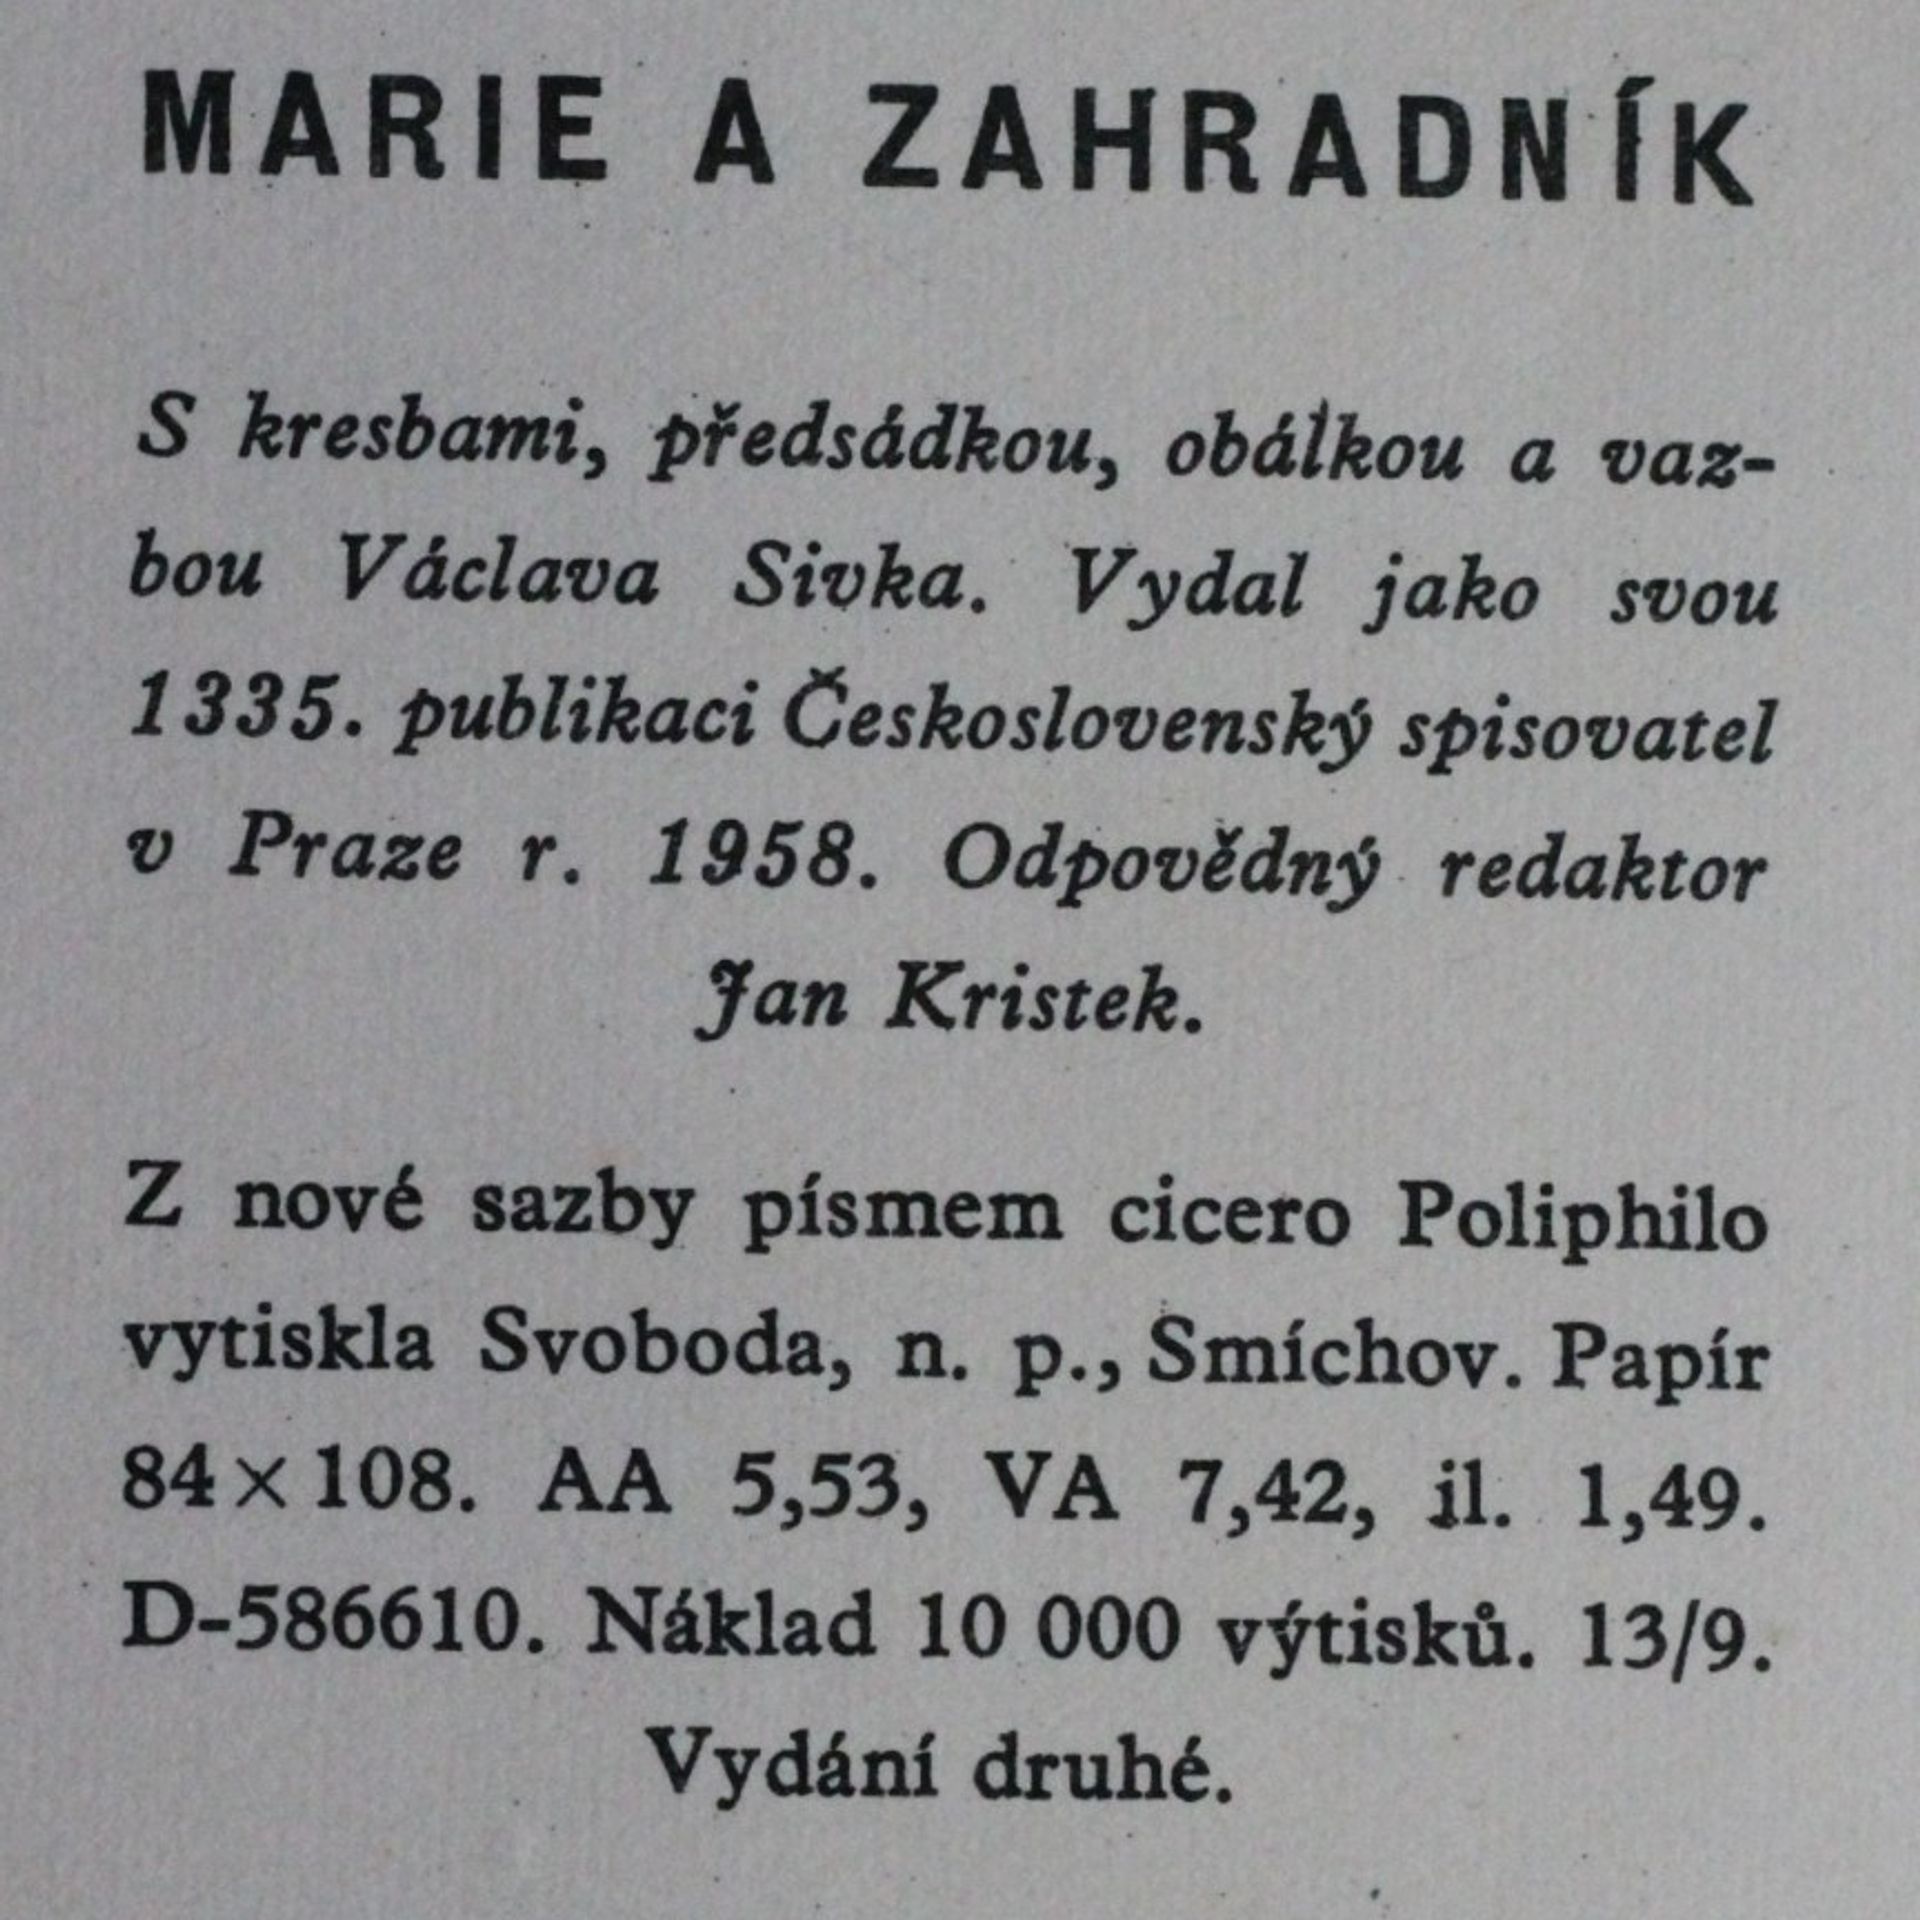 MARIE A ZAHRADNÍK
S kresbami, předsádkou, obálkou a vaz-
bou Václava Sivka. Vydal jako svou
1335. publikaci Československý spisovatel
v Praze r. 1958. Odpovědný redaktor
Jan Kristek.
Z nové sazby písmem cicero Poliphilo
vytiskla Svoboda, n. p., Smíchov. Papír
84×108. AA 5,53, VA 7,42, il. 1,49.
D-586610. Náklad 10 000 výtisků. 13/9.
Vydání druhé.